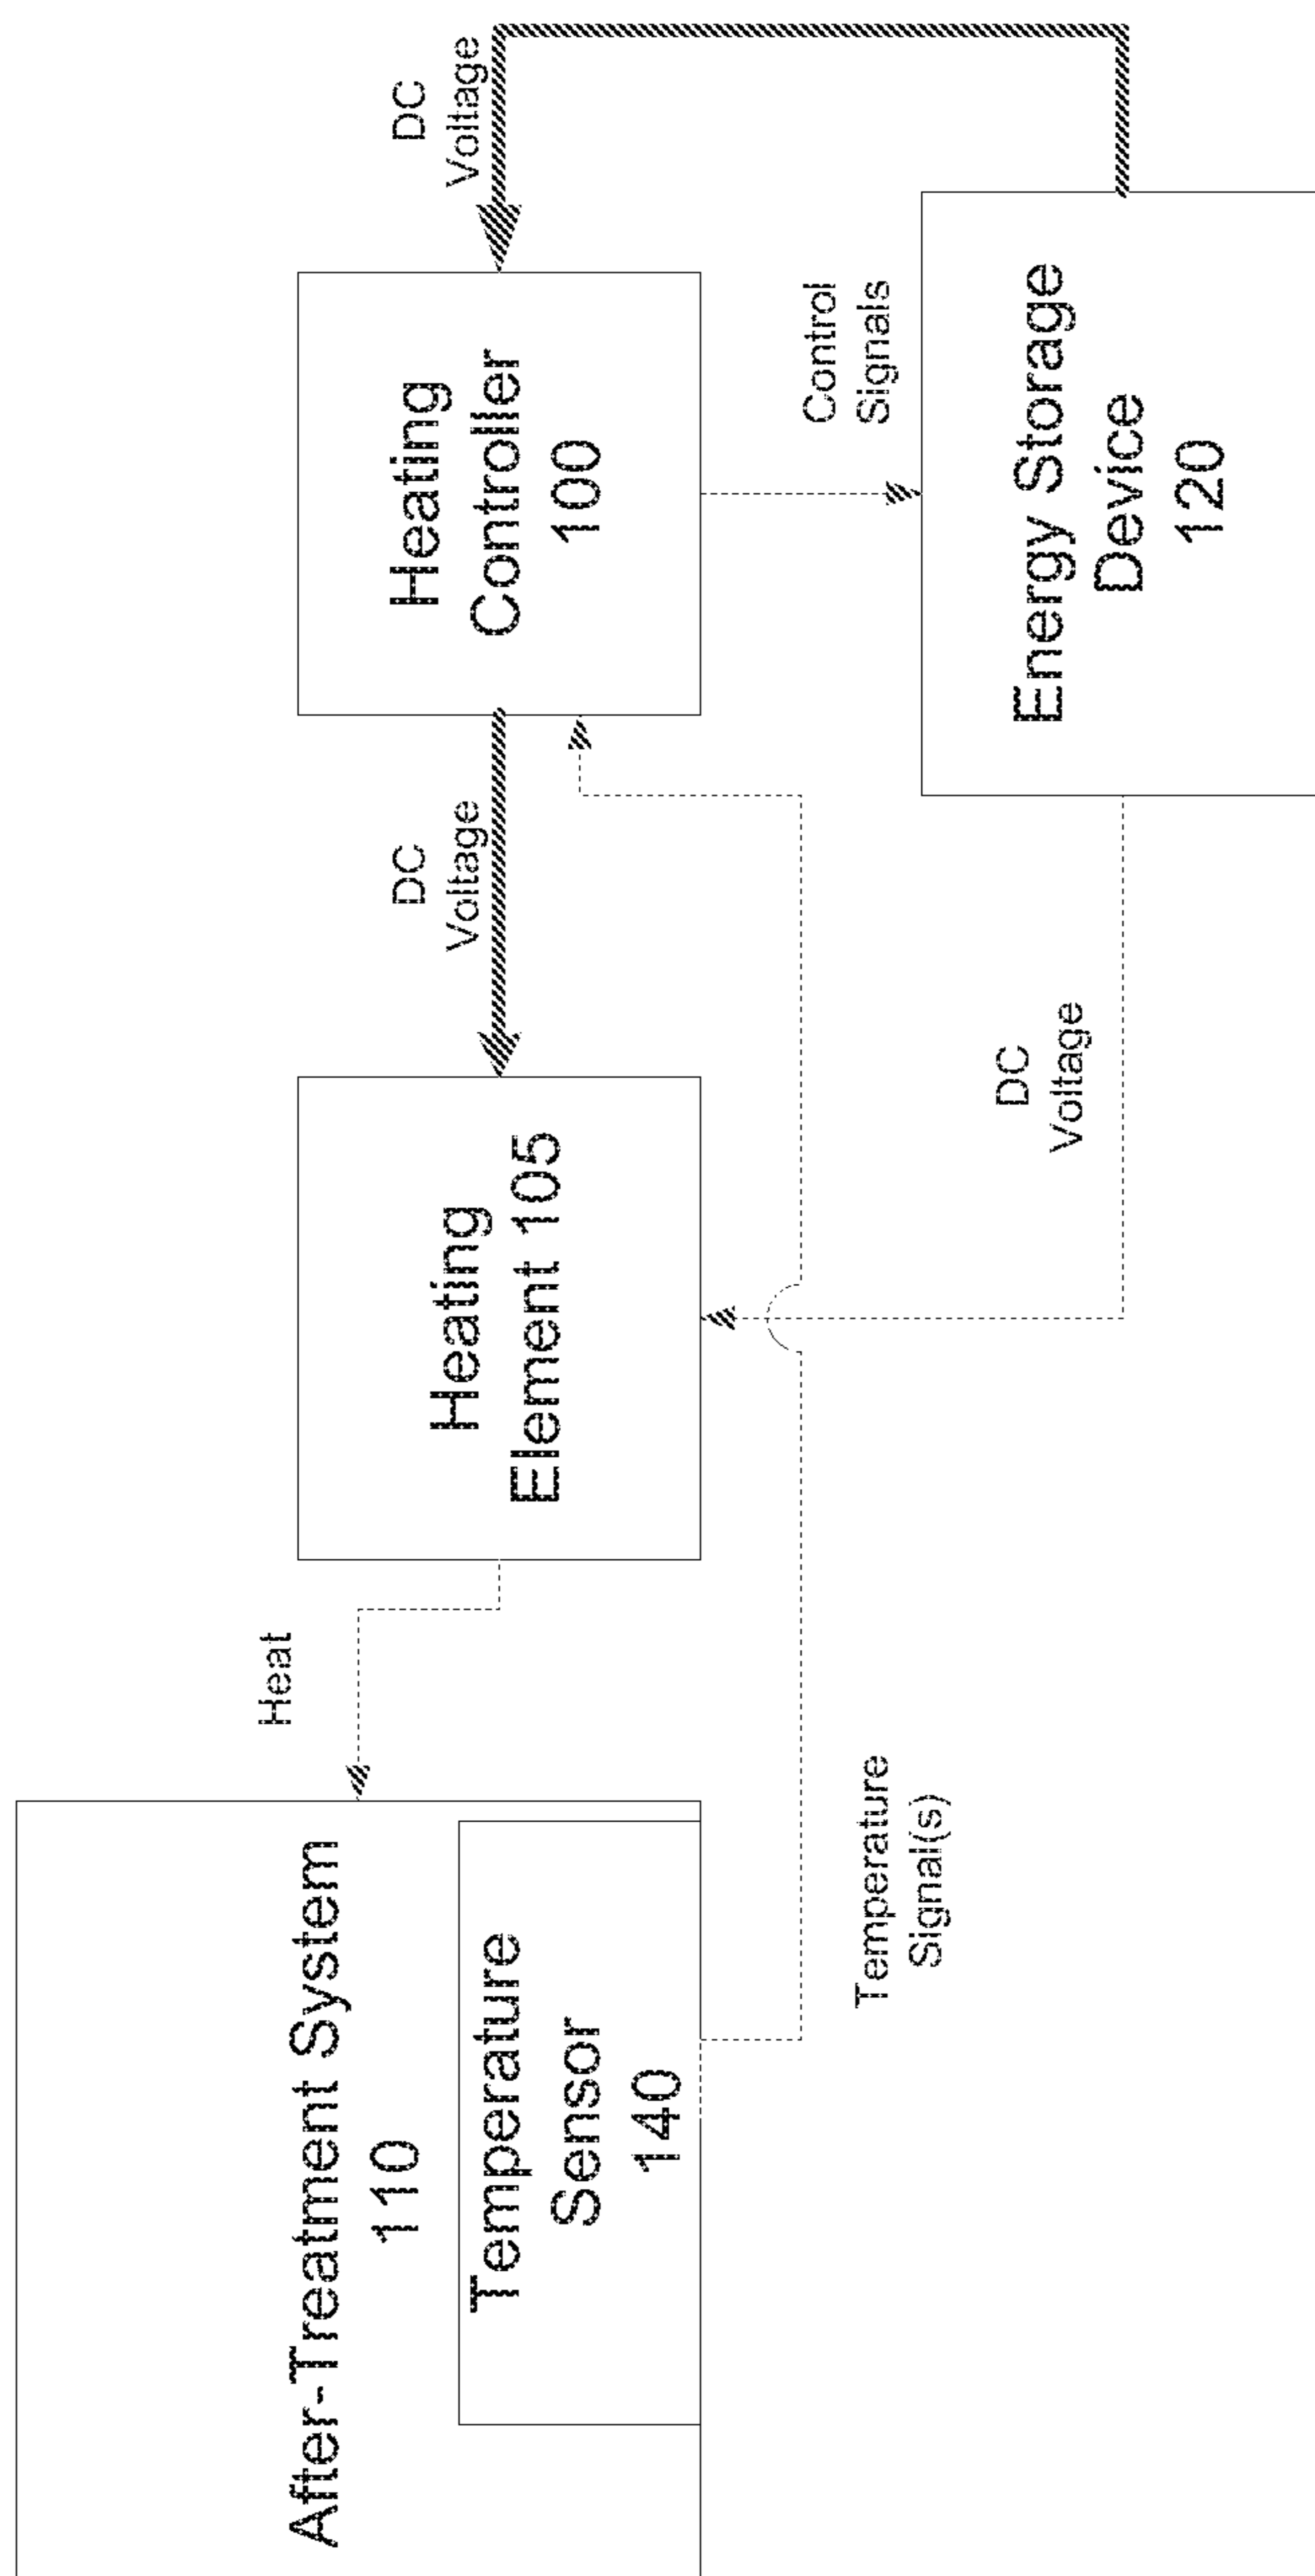 After-Treatment System
110
Temperature
Sensor
140
Heat
Heating
Element 105
DC
Voltage
Heating
Controller
100
DC
Voltage
Temperature
Signal(s)
DC
Voltage
Control
Signals
Energy Storage
Device
120